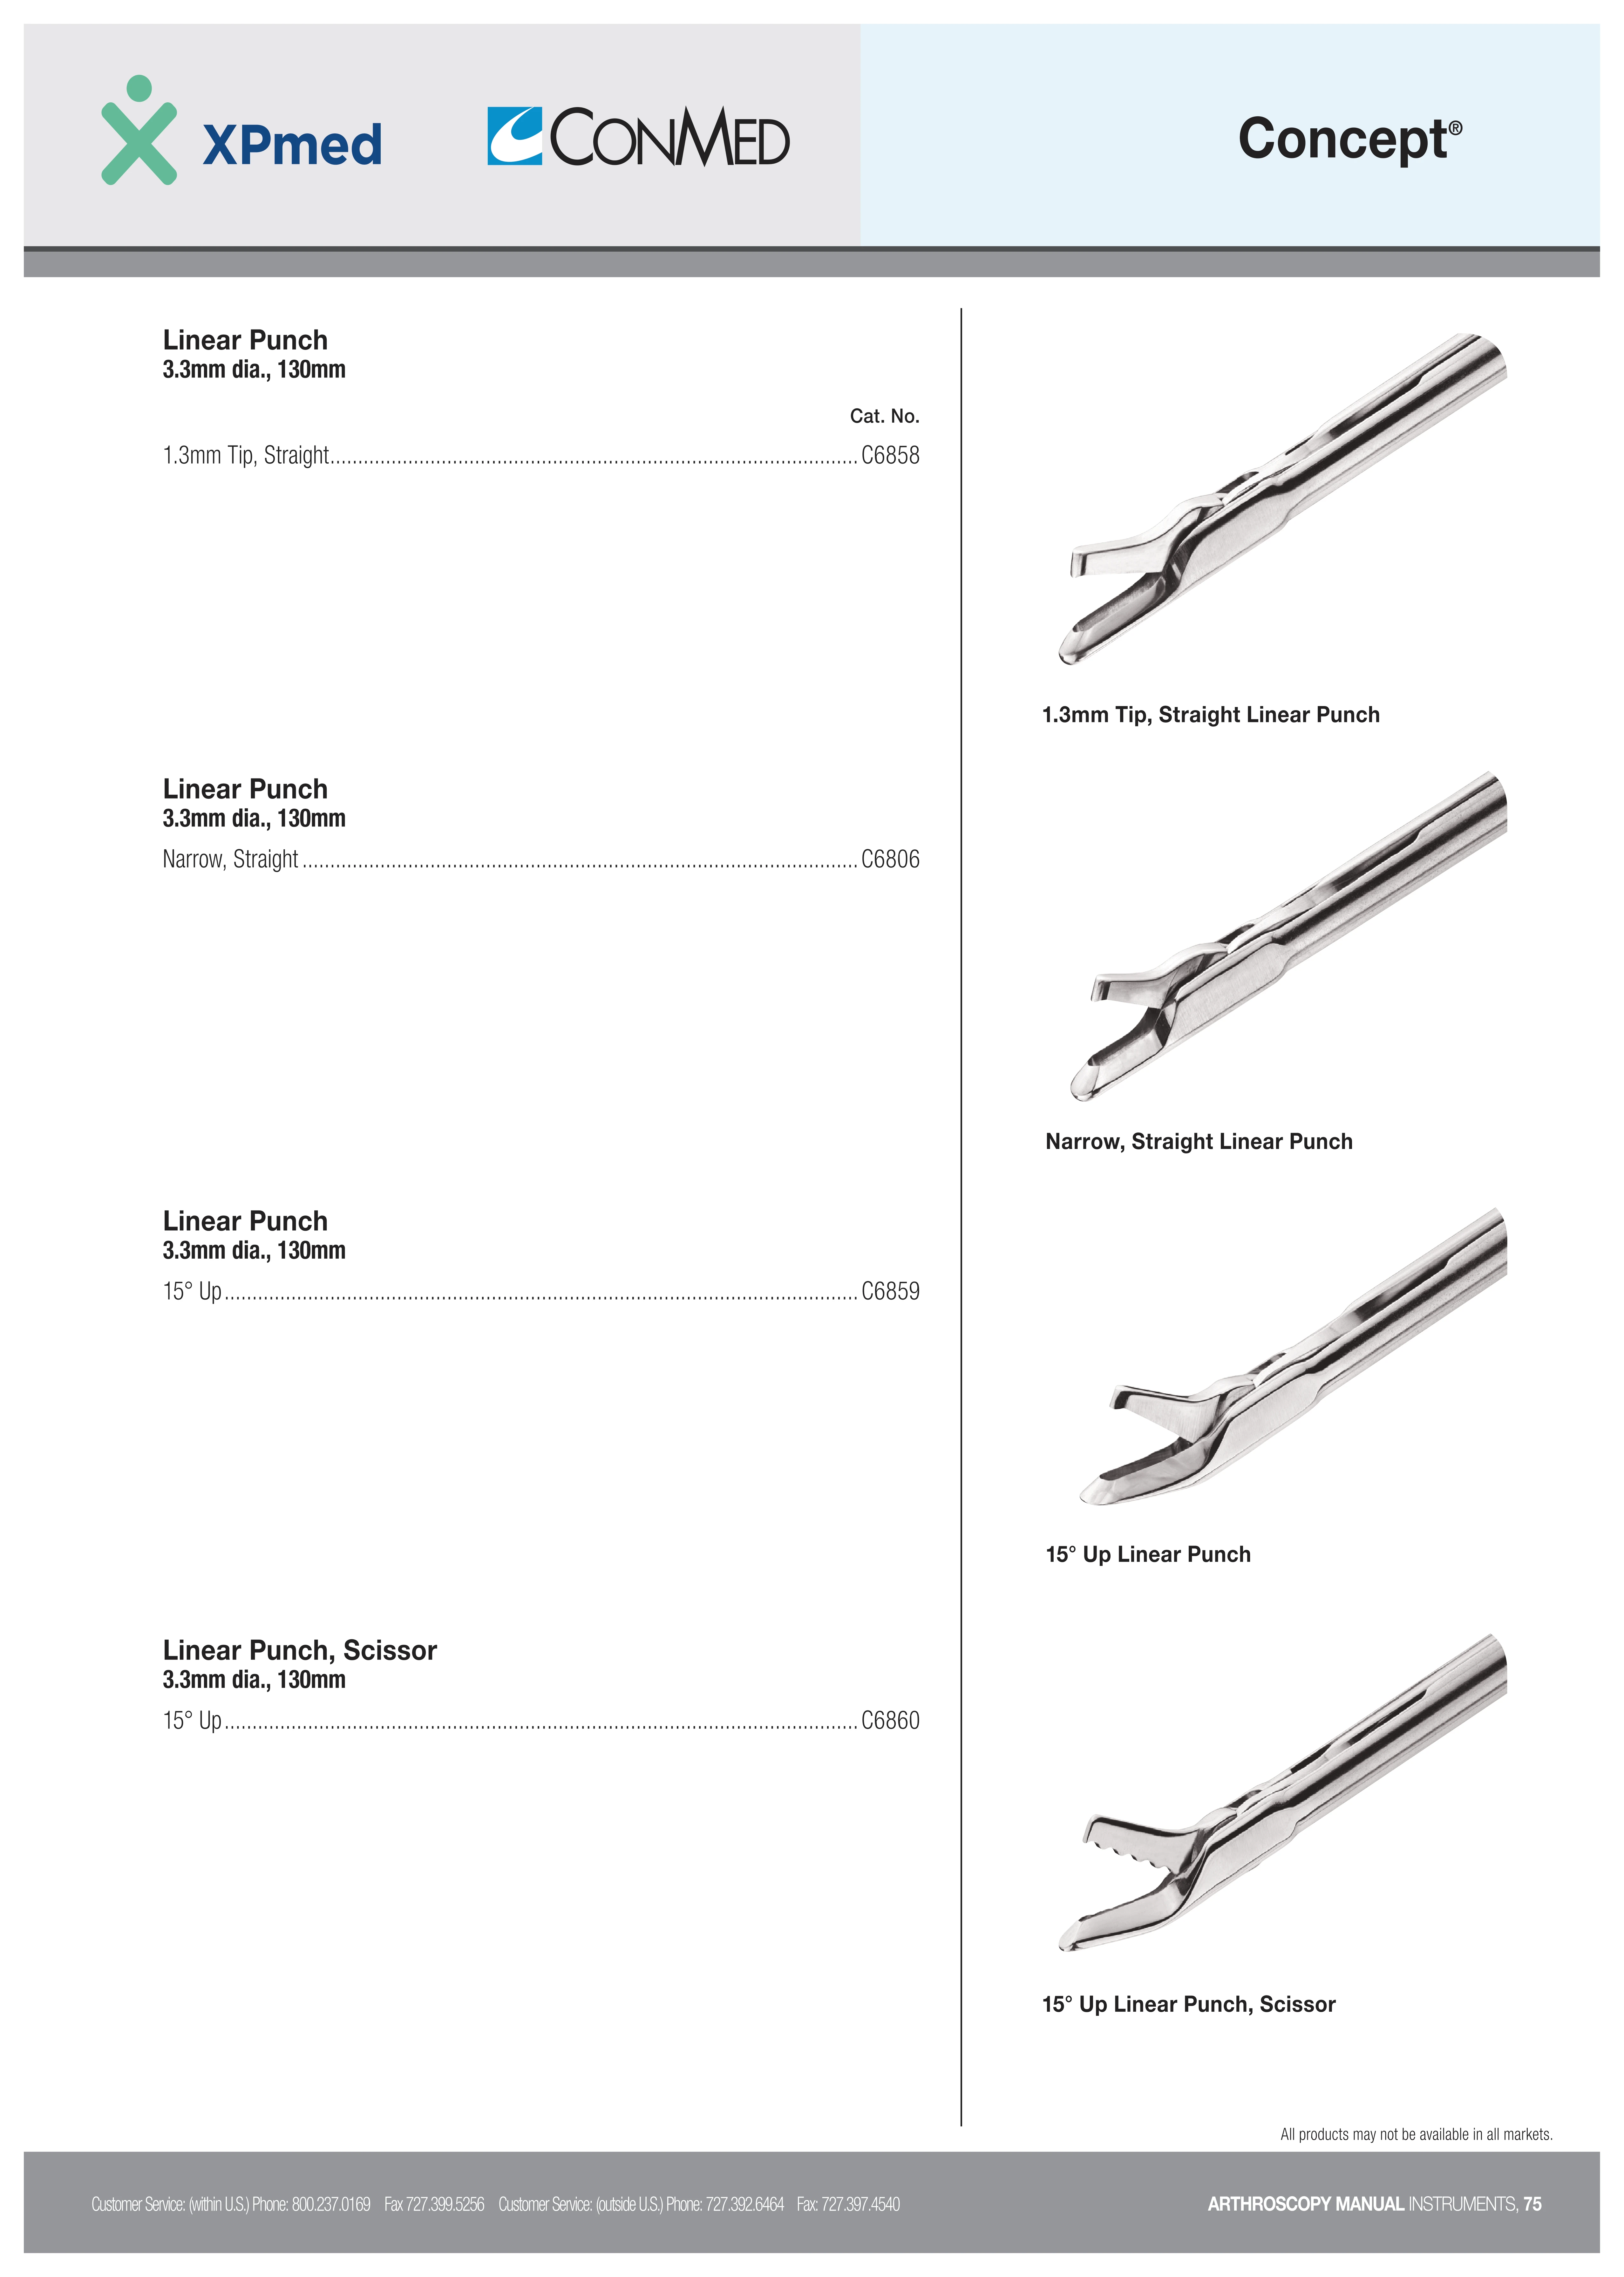 XPmed
CONMED
Concept®
Linear Punch
3.3mm dia., 130mm
Cat. No.
1.3mm Tip, Straight................................................................................................C6858
1.3mm Tip, Straight Linear Punch
Linear Punch
3.3mm dia., 130mm
Narrow, Straight.....................................................................................................C6806
Narrow, Straight Linear Punch
Linear Punch
3.3mm dia., 130mm
15° Up...................................................................................................................C6859
15° Up Linear Punch
Linear Punch, Scissor
3.3mm dia., 130mm
15° Up...................................................................................................................C6860
15° Up Linear Punch, Scissor
All products may not be available in all markets.
Customer Service: (within U.S.) Phone: 800.237.0169 Fax 727.399.5256 Customer Service: (outside U.S.) Phone: 727.392.6464 Fax: 727.397.4540
ARTHROSCOPY MANUAL INSTRUMENTS, 75